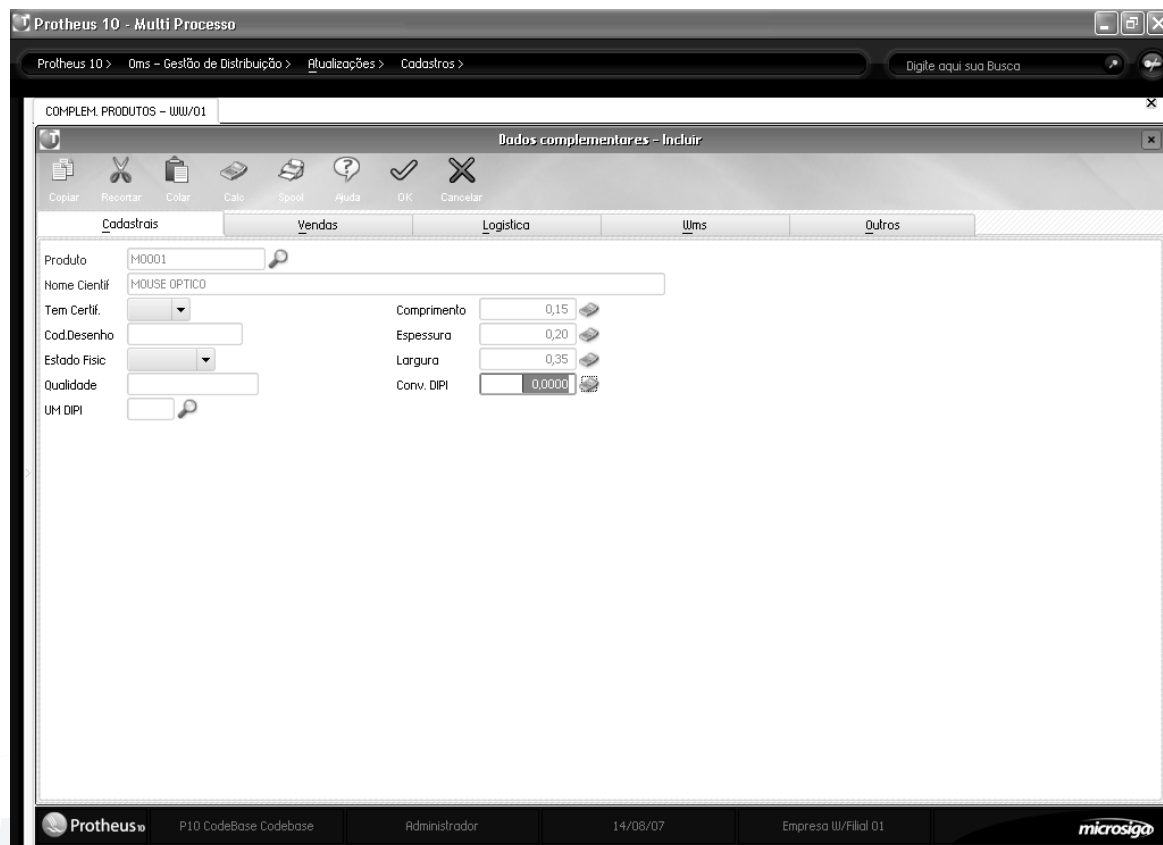 Protheus 10 - Multi Processo
Protheus 10 > Oms - Gestão de Distribuição > Atualizações > Cadastros > Digite aqui sua Busca
COMPLEM. PRODUTOS - WW/01
Dados complementares - Incluir
Copiar Recortar Colar Calc Spool Ajuda OK Cancelar
Cadastrais Vendas Logistica Wms Outros
Produto M0001
Nome Cientif MOUSE OPTICO
Tem Certif. Comprimento 0,15
Cod.Desenho Espessura 0,20
Estado Fisic Largura 0,35
Qualidade Conv. DIPI 0,0000
UM DIPI
Protheus10 P10 CodeBase Codebase Administrador 14/08/07 Empresa W/Filial 01 microsiga